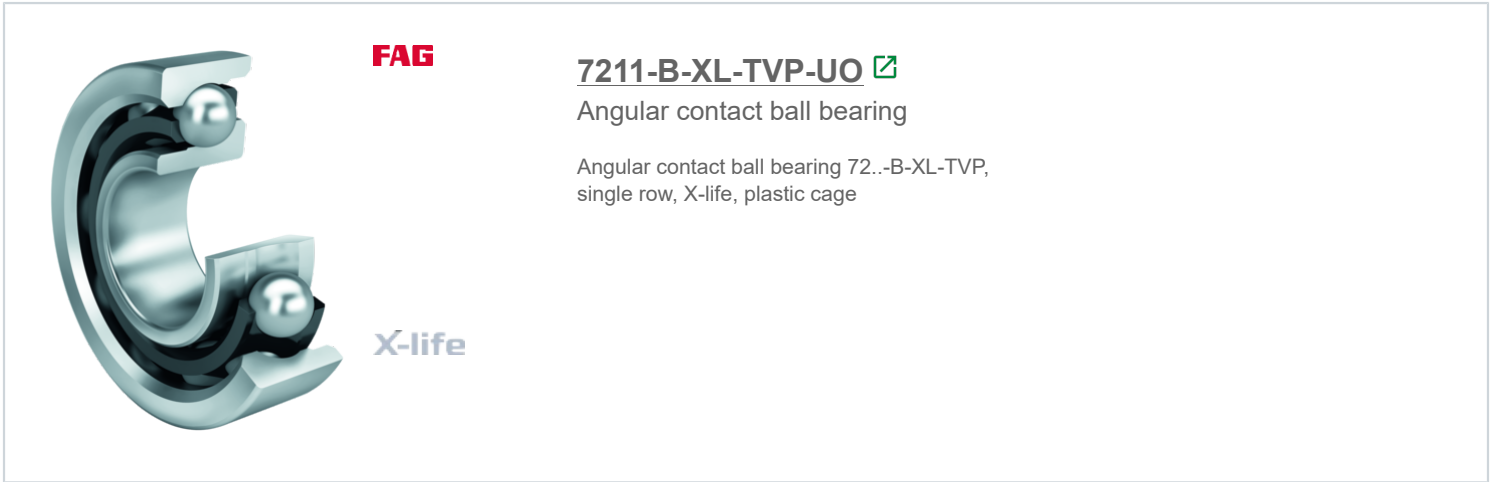 FAG
7211-B-XL-TVP-UO
Angular contact ball bearing
Angular contact ball bearing 72..-B-XL-TVP,
single row, X-life, plastic cage
X-life